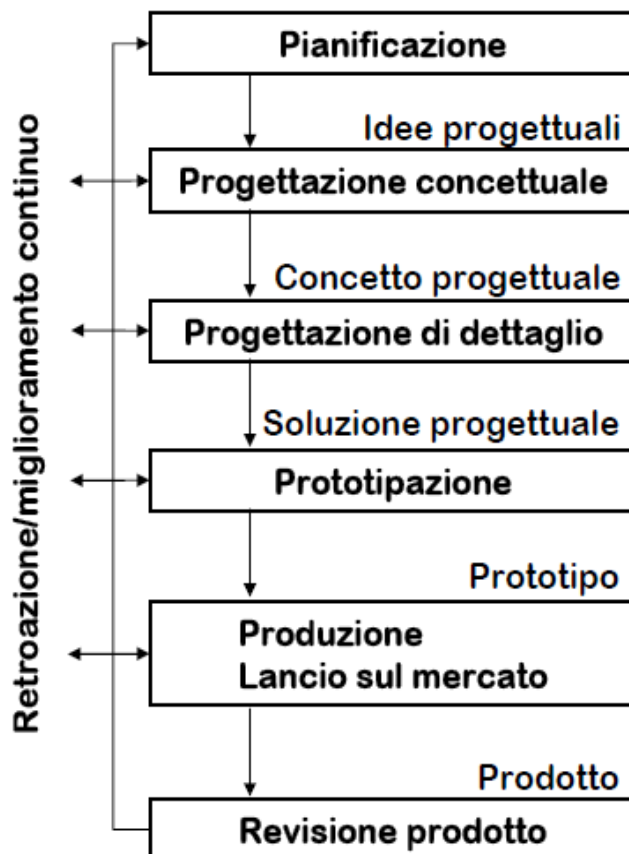 Pianificazione
Idee progettuali
Progettazione concettuale
Concetto progettuale
Progettazione di dettaglio
Soluzione progettuale
Prototipazione
Prototipo
Produzione
Lancio sul mercato
Prodotto
Revisione prodotto
Retroazione/miglioramento continuo